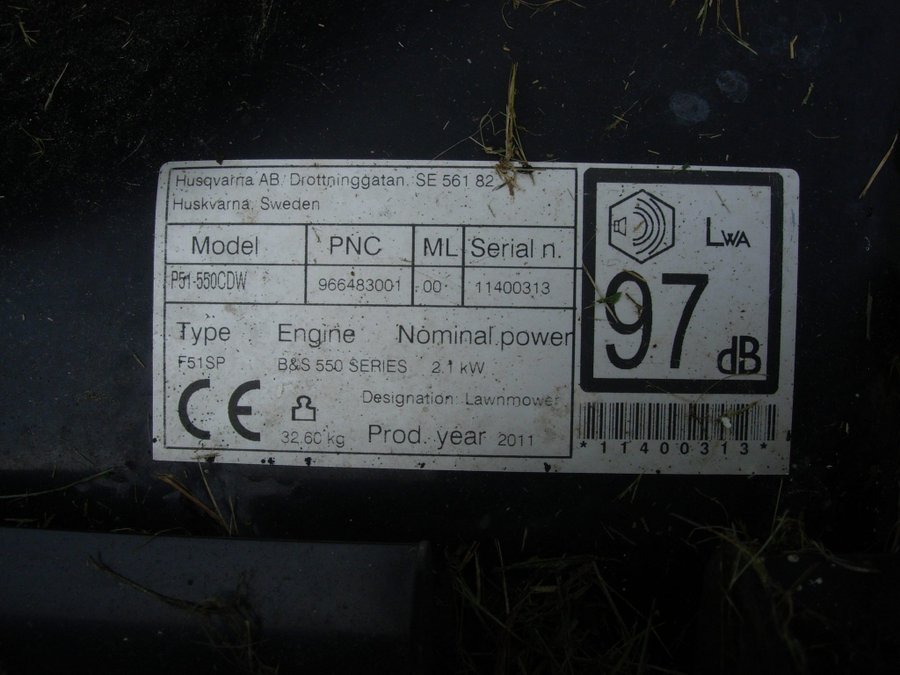 Husqvarna AB. Drottninggatan. SE 561 82
Huskvarna, Sweden
Model PNC ML Serial n.
P51-550CDW 966483001 00 11400313
Type Engine Nominal power
F51SP B&S 550 SERIES 2.1 kW
Designation: Lawnmower
CE 32,60 kg Prod. year 2011
LWA
97
dB
*11400313*